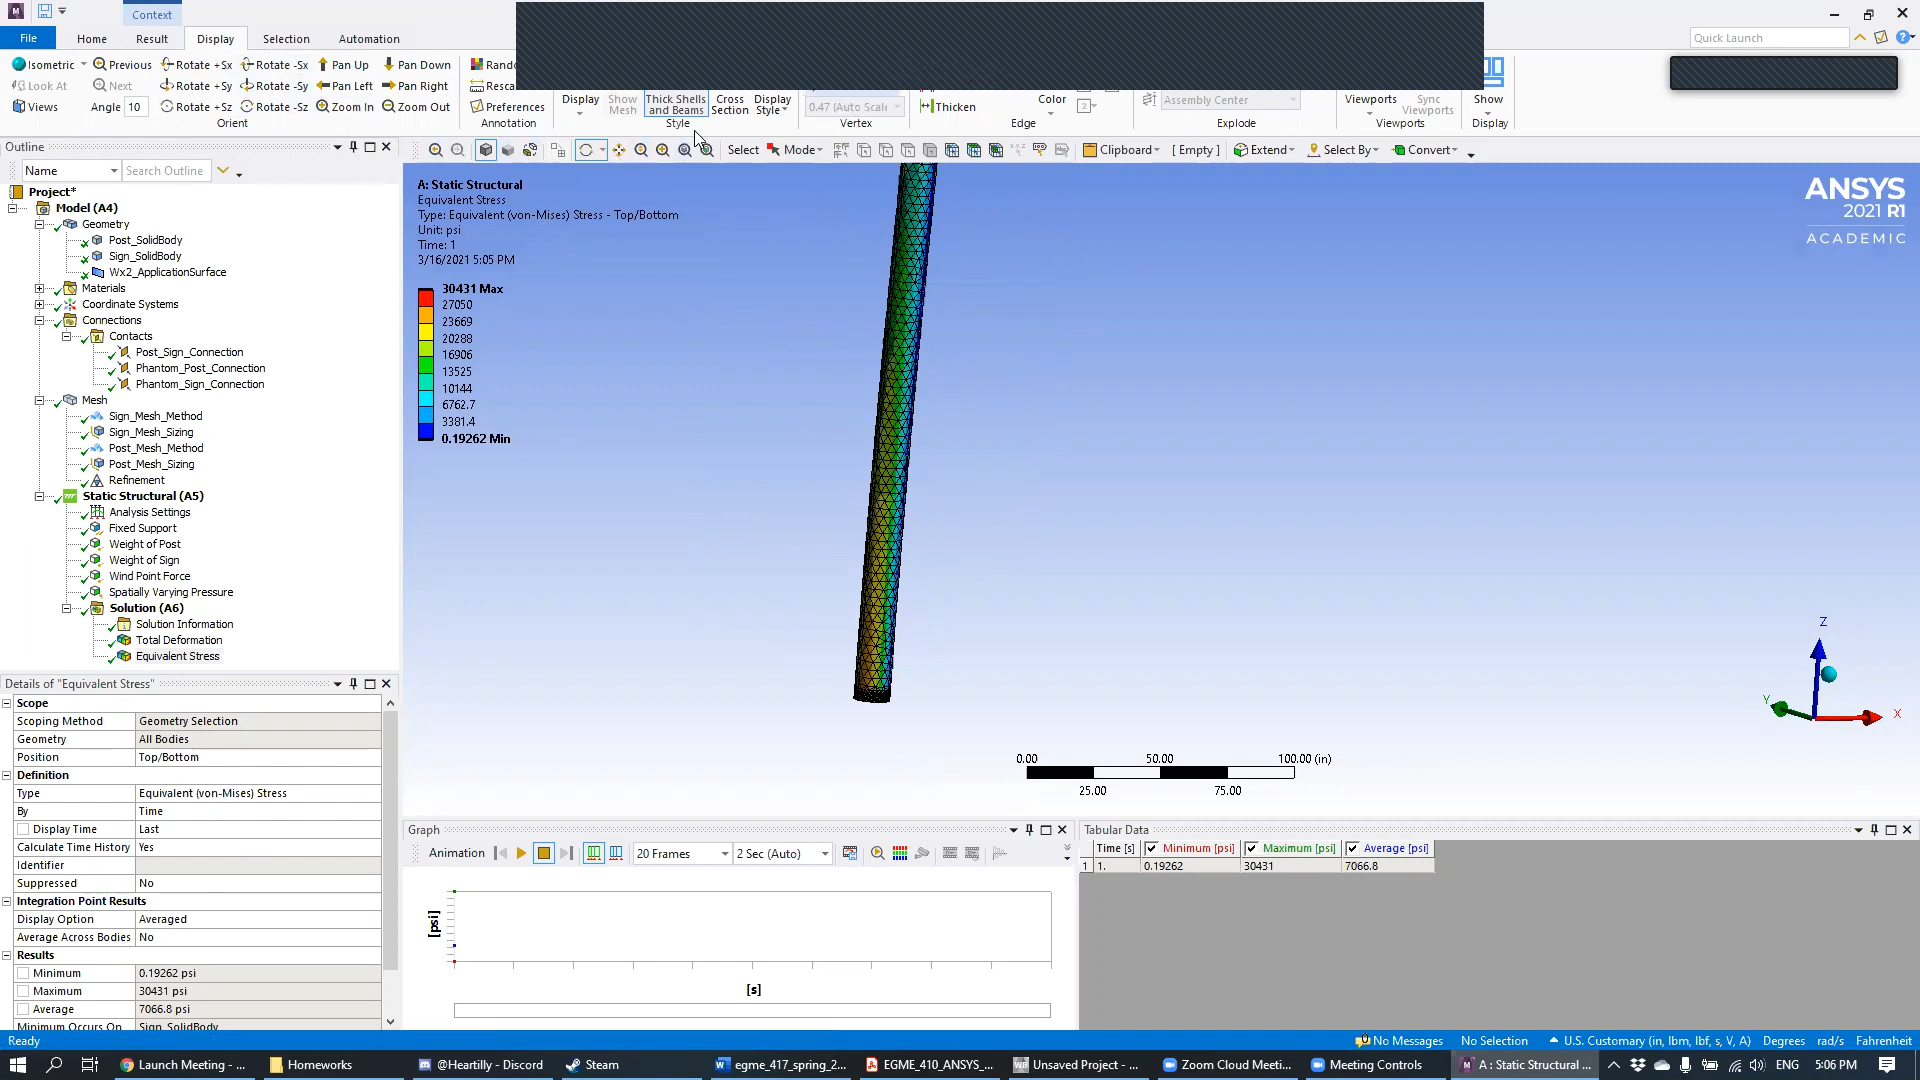 Context
File
Home
Result
Display
Selection
Automation
Quick Launch
Isometric
Previous
Rotate +Sx
Rotate -Sx
Pan Up
Pan Down
Look At
Next
Rotate +Sy
Rotate -Sy
Pan Left
Pan Right
Views
Angle 10
Rotate +Sz
Rotate -Sz
Zoom In
Zoom Out
Preferences
Display
Show Mesh
Thick Shells and Beams
Cross Section
Display Style
0.47 (Auto Scale
Thicken
Color
Assembly Center
Viewports
Sync Viewports
Show
Orient
Annotation
Style
Vertex
Edge
Explode
Viewports
Display
Outline
Name
Search Outline
Select
Mode
Clipboard
[ Empty ]
Extend
Select By
Convert
Project*
Model (A4)
Geometry
Post_SolidBody
Sign_SolidBody
Wx2_ApplicationSurface
Materials
Coordinate Systems
Connections
Contacts
Post_Sign_Connection
Phantom_Post_Connection
Phantom_Sign_Connection
Mesh
Sign_Mesh_Method
Sign_Mesh_Sizing
Post_Mesh_Method
Post_Mesh_Sizing
Refinement
Static Structural (A5)
Analysis Settings
Fixed Support
Weight of Post
Weight of Sign
Wind Point Force
Spatially Varying Pressure
Solution (A6)
Solution Information
Total Deformation
Equivalent Stress
A: Static Structural
Equivalent Stress
Type: Equivalent (von-Mises) Stress - Top/Bottom
Unit: psi
Time: 1
3/16/2021 5:05 PM
30431 Max
27050
23669
20288
16906
13525
10144
6762.7
3381.4
0.19262 Min
ANSYS
2021 R1
ACADEMIC
Z
Y
X
0.00
50.00
100.00 (in)
25.00
75.00
Details of "Equivalent Stress"
Scope
Scoping Method Geometry Selection
Geometry All Bodies
Position Top/Bottom
Definition
Type Equivalent (von-Mises) Stress
By Time
Display Time Last
Calculate Time History Yes
Identifier
Suppressed No
Integration Point Results
Display Option Averaged
Average Across Bodies No
Results
Minimum 0.19262 psi
Maximum 30431 psi
Average 7066.8 psi
Minimum Occurs On Sign_SolidBody
Graph
Animation
20 Frames
2 Sec (Auto)
[psi]
[s]
Tabular Data
Time [s] Minimum [psi] Maximum [psi] Average [psi]
1 1. 0.19262 30431 7066.8
Ready
No Messages
No Selection
U.S. Customary (in, lbm, lbf, s, V, A)
Degrees
rad/s
Fahrenheit
Launch Meeting - ...
Homeworks
@Heartilly - Discord
Steam
egme_417_spring_2...
EGME_410_ANSYS_...
Unsaved Project - ...
Zoom Cloud Meeti...
Meeting Controls
A : Static Structural ...
ENG
5:06 PM